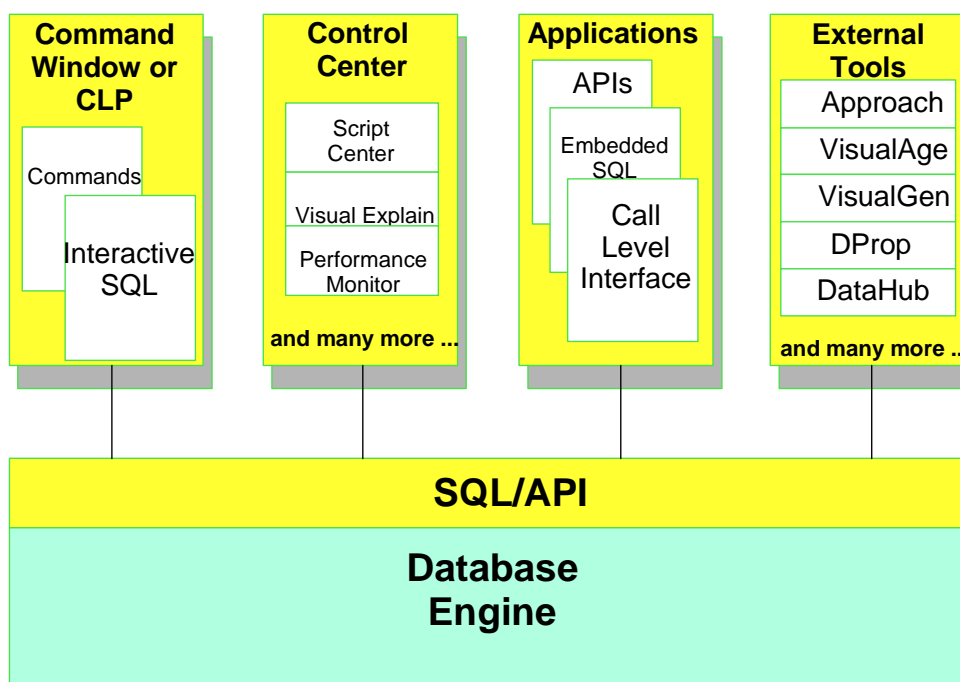 Command
Window or
CLP
Commands
Interactive
SQL
Control
Center
Script
Center
Visual Explain
Performance
Monitor
and many more ...
Applications
APIs
Embedded
SQL
Call
Level
Interface
External
Tools
Approach
VisualAge
VisualGen
DProp
DataHub
and many more ..
SQL/API
Database
Engine